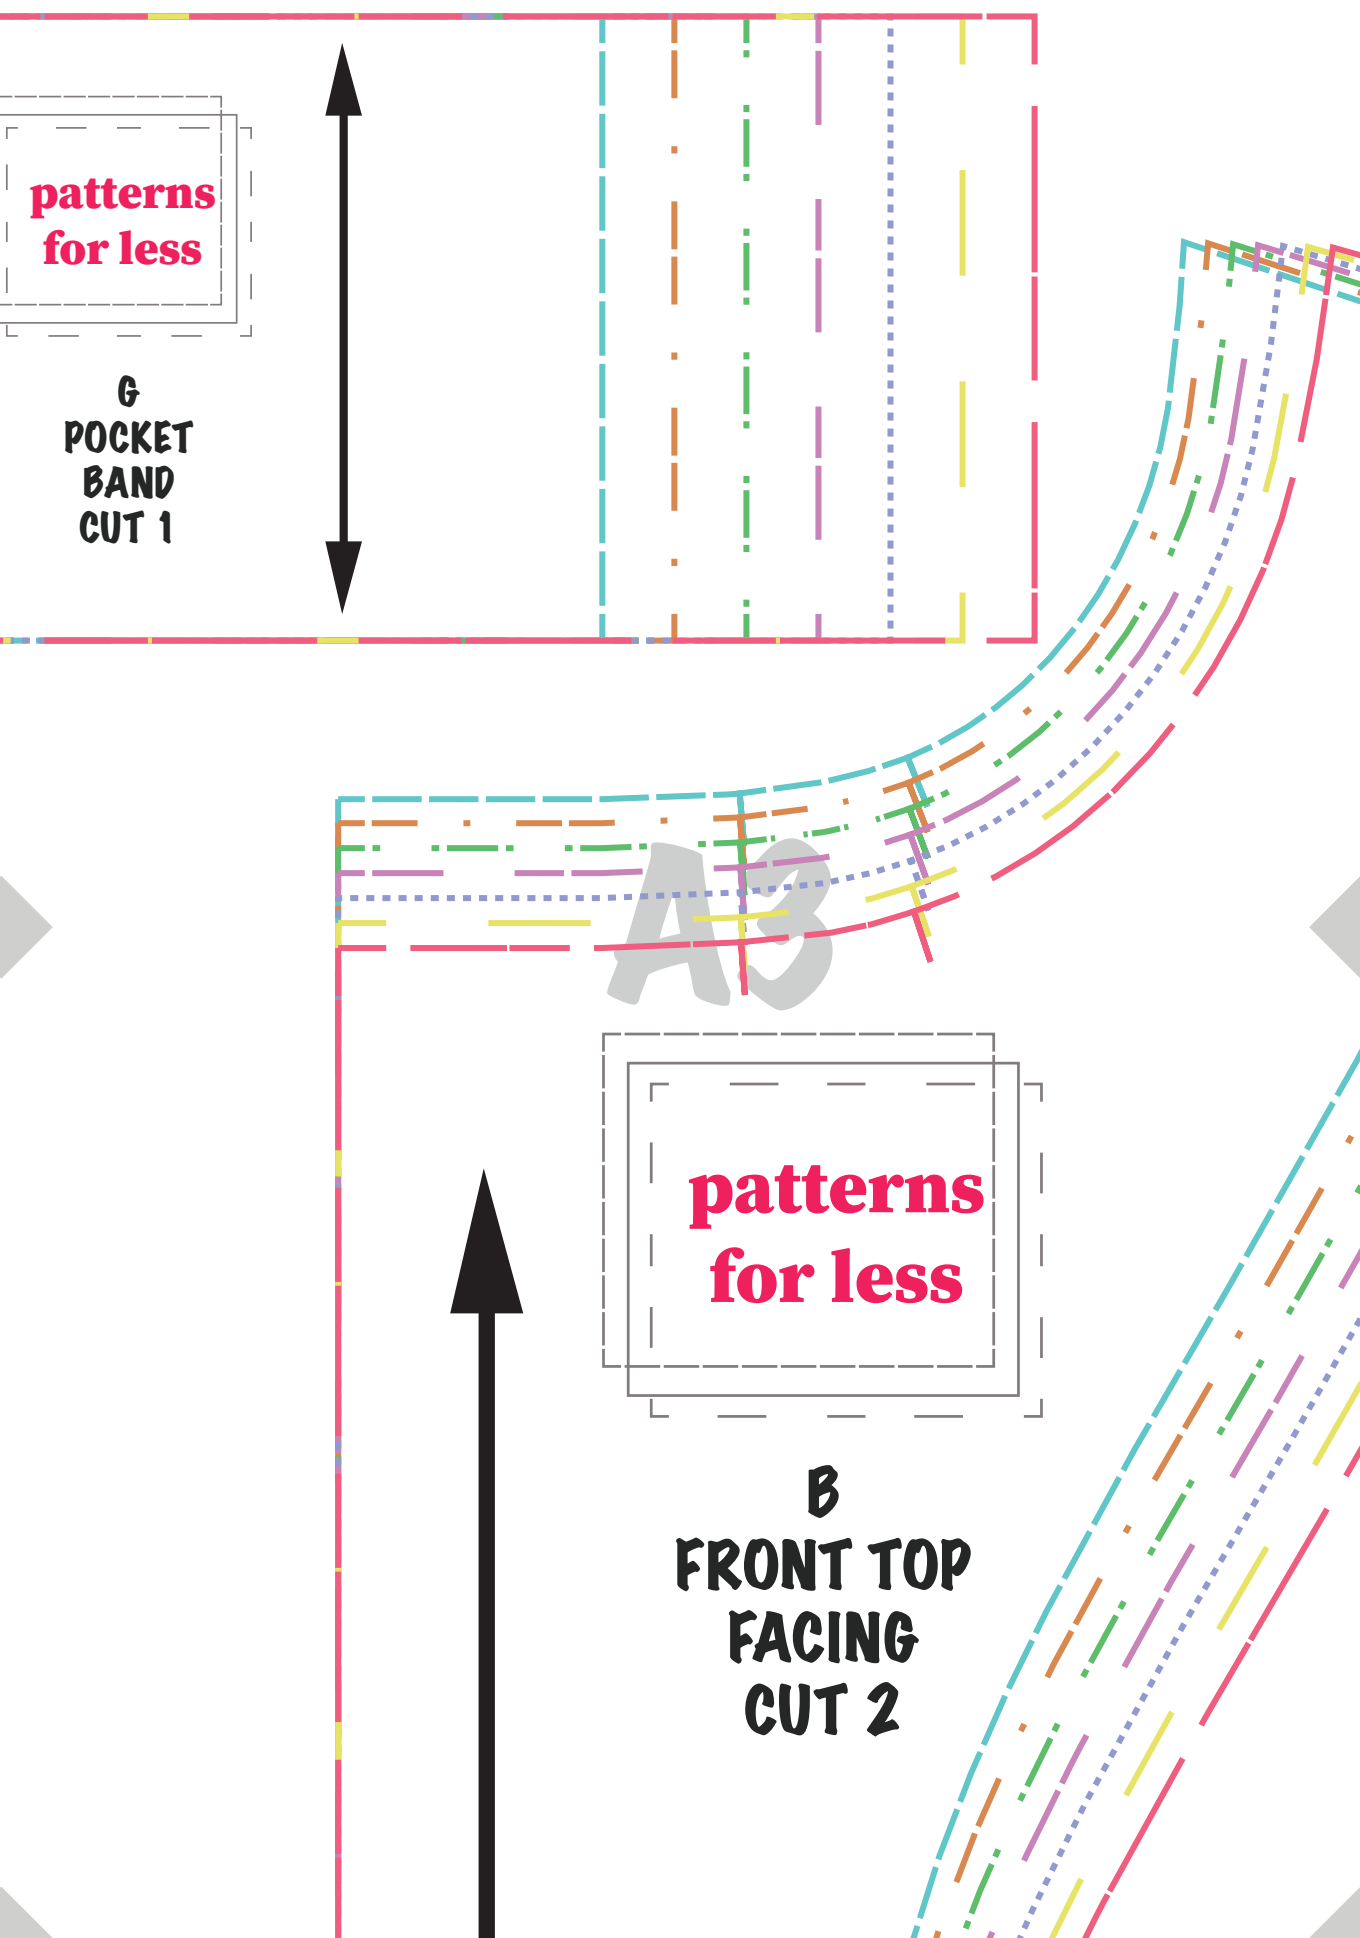 patterns
for less
G
POCKET
BAND
CUT 1
A3
patterns
for less
B
FRONT TOP
FACING
CUT 2